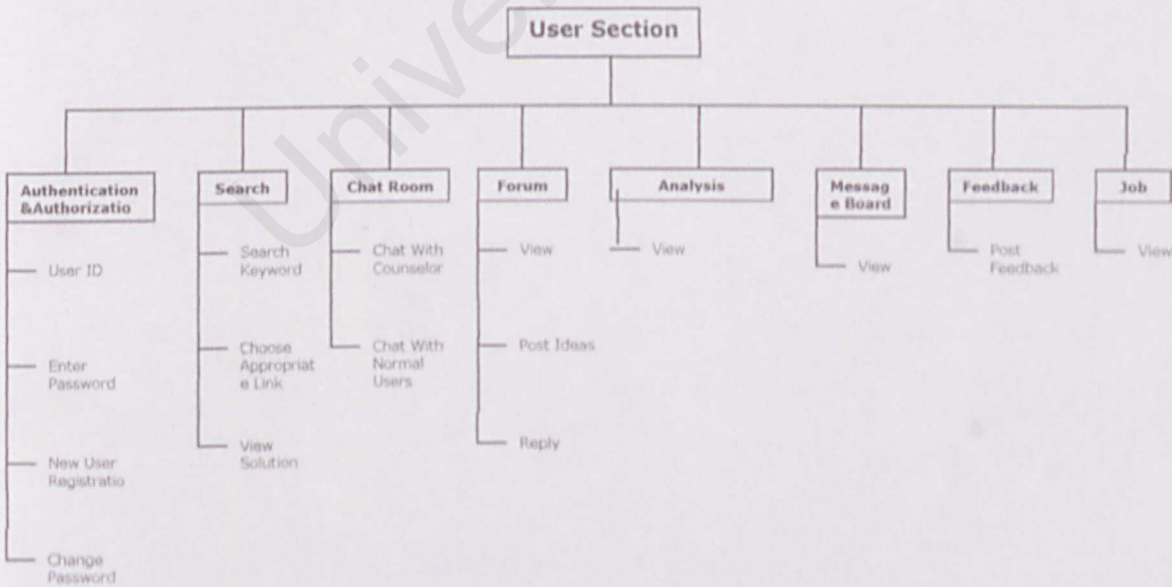 User Section
Authentication
&Authorizatio
User ID
Enter
Password
New User
Registratio
Change
Password
Search
Search
Keyword
Choose
Appropriat
e Link
View
Solution
Chat Room
Chat With
Counselor
Chat With
Normal
Users
Forum
View
Post Ideas
Reply
Analysis
View
Messag
e Board
View
Feedback
Post
Feedback
Job
View